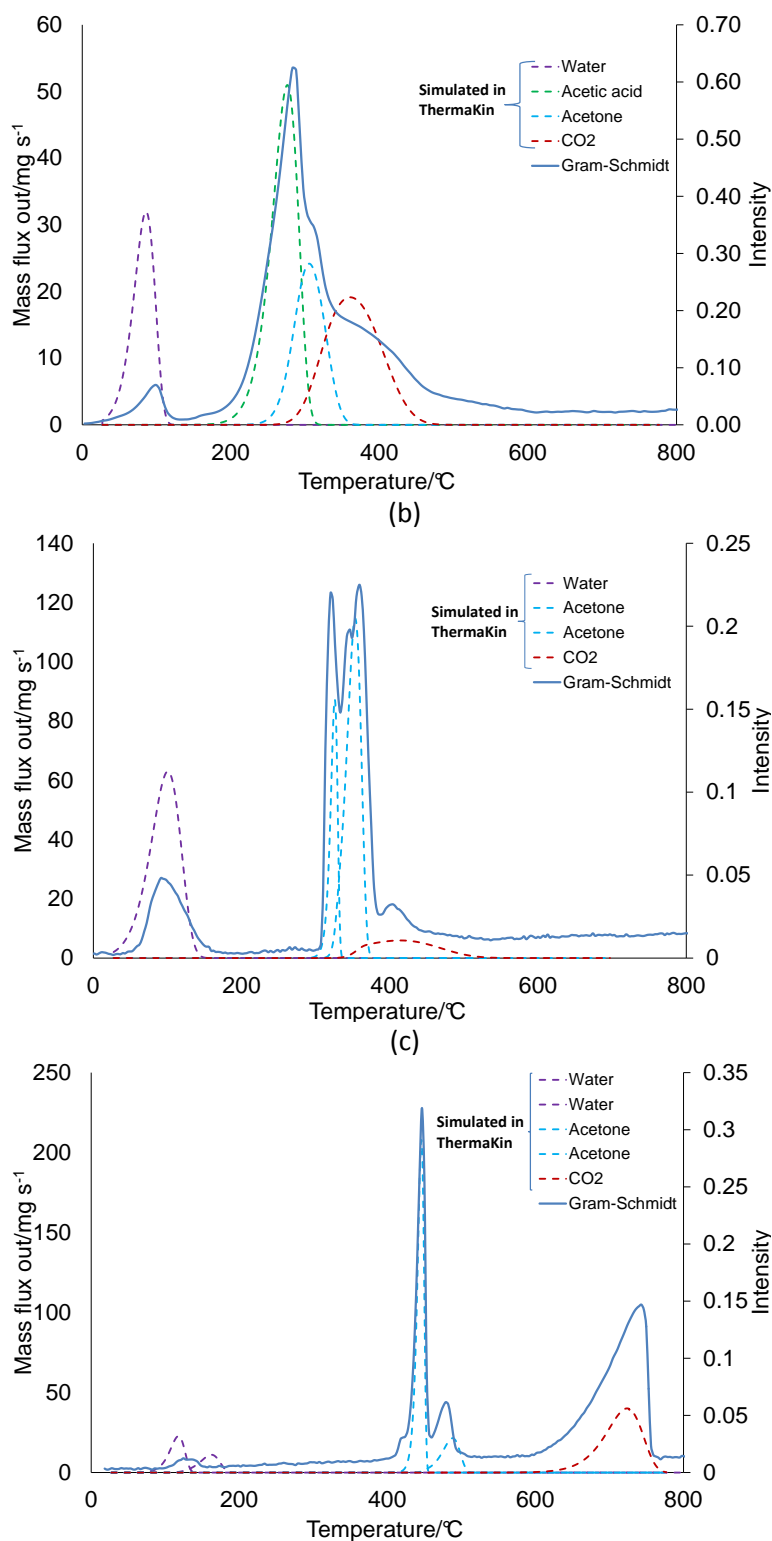 60
50
40
30
20
10
0
Mass flux out/mg s-1
0.70
0.60
0.50
0.40
0.30
0.20
0.10
0.00
Intensity
Simulated in
ThermaKin
Water
Acetic acid
Acetone
CO2
Gram-Schmidt
0 200 400 600 800
Temperature/°C
(b)
140
120
100
80
60
40
20
0
Mass flux out/mg s-1
0.25
0.2
0.15
0.1
0.05
0
Intensity
Simulated in
ThermaKin
Water
Acetone
Acetone
CO2
Gram-Schmidt
0 200 400 600 800
Temperature/°C
(c)
250
200
150
100
50
0
Mass flux out/mg s-1
0.35
0.3
0.25
0.2
0.15
0.1
0.05
0
Intensity
Simulated in
ThermaKin
Water
Water
Acetone
Acetone
CO2
Gram-Schmidt
0 200 400 600 800
Temperature/°C